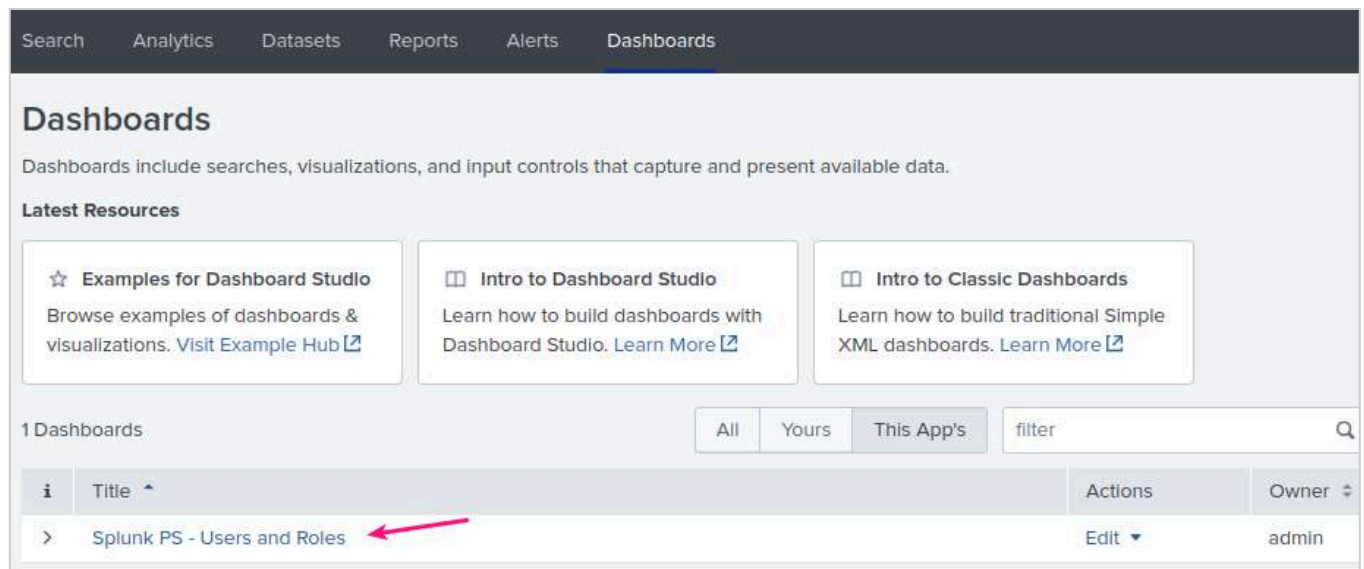 Search Analytics Datasets Reports Alerts Dashboards
Dashboards
Dashboards include searches, visualizations, and input controls that capture and present available data.
Latest Resources
Examples for Dashboard Studio
Browse examples of dashboards &
visualizations. Visit Example Hub
Intro to Dashboard Studio
Learn how to build dashboards with
Dashboard Studio. Learn More
Intro to Classic Dashboards
Learn how to build traditional Simple
XML dashboards. Learn More
1 Dashboards All Yours This App's filter
i Title Actions Owner
Splunk PS - Users and Roles Edit admin